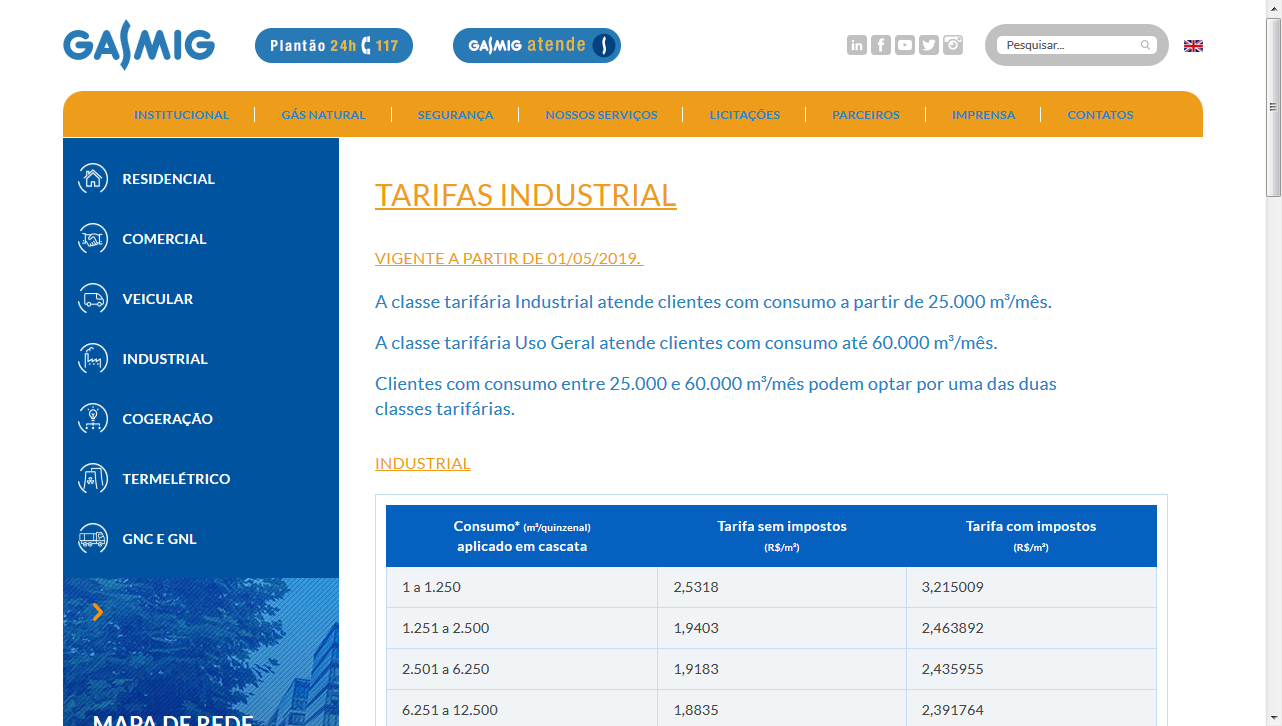 GASMIG
Plantão 24h 117
GASMIG atende
Pesquisar...
INSTITUCIONAL
GÁS NATURAL
SEGURANÇA
NOSSOS SERVIÇOS
LICITAÇÕES
PARCEIROS
IMPRENSA
CONTATOS
RESIDENCIAL
COMERCIAL
VEICULAR
INDUSTRIAL
COGERAÇÃO
TERMELÉTRICO
GNC E GNL
MAPA DE REDE
TARIFAS INDUSTRIAL
VIGENTE A PARTIR DE 01/05/2019.
A classe tarifária Industrial atende clientes com consumo a partir de 25.000 m³/mês.
A classe tarifária Uso Geral atende clientes com consumo até 60.000 m³/mês.
Clientes com consumo entre 25.000 e 60.000 m³/mês podem optar por uma das duas
classes tarifárias.
INDUSTRIAL
Consumo* (m³/quinzenal)
aplicado em cascata
Tarifa sem impostos
(R$/m³)
Tarifa com impostos
(R$/m³)
1 a 1.250 2,5318 3,215009
1.251 a 2.500 1,9403 2,463892
2.501 a 6.250 1,9183 2,435955
6.251 a 12.500 1,8835 2,391764